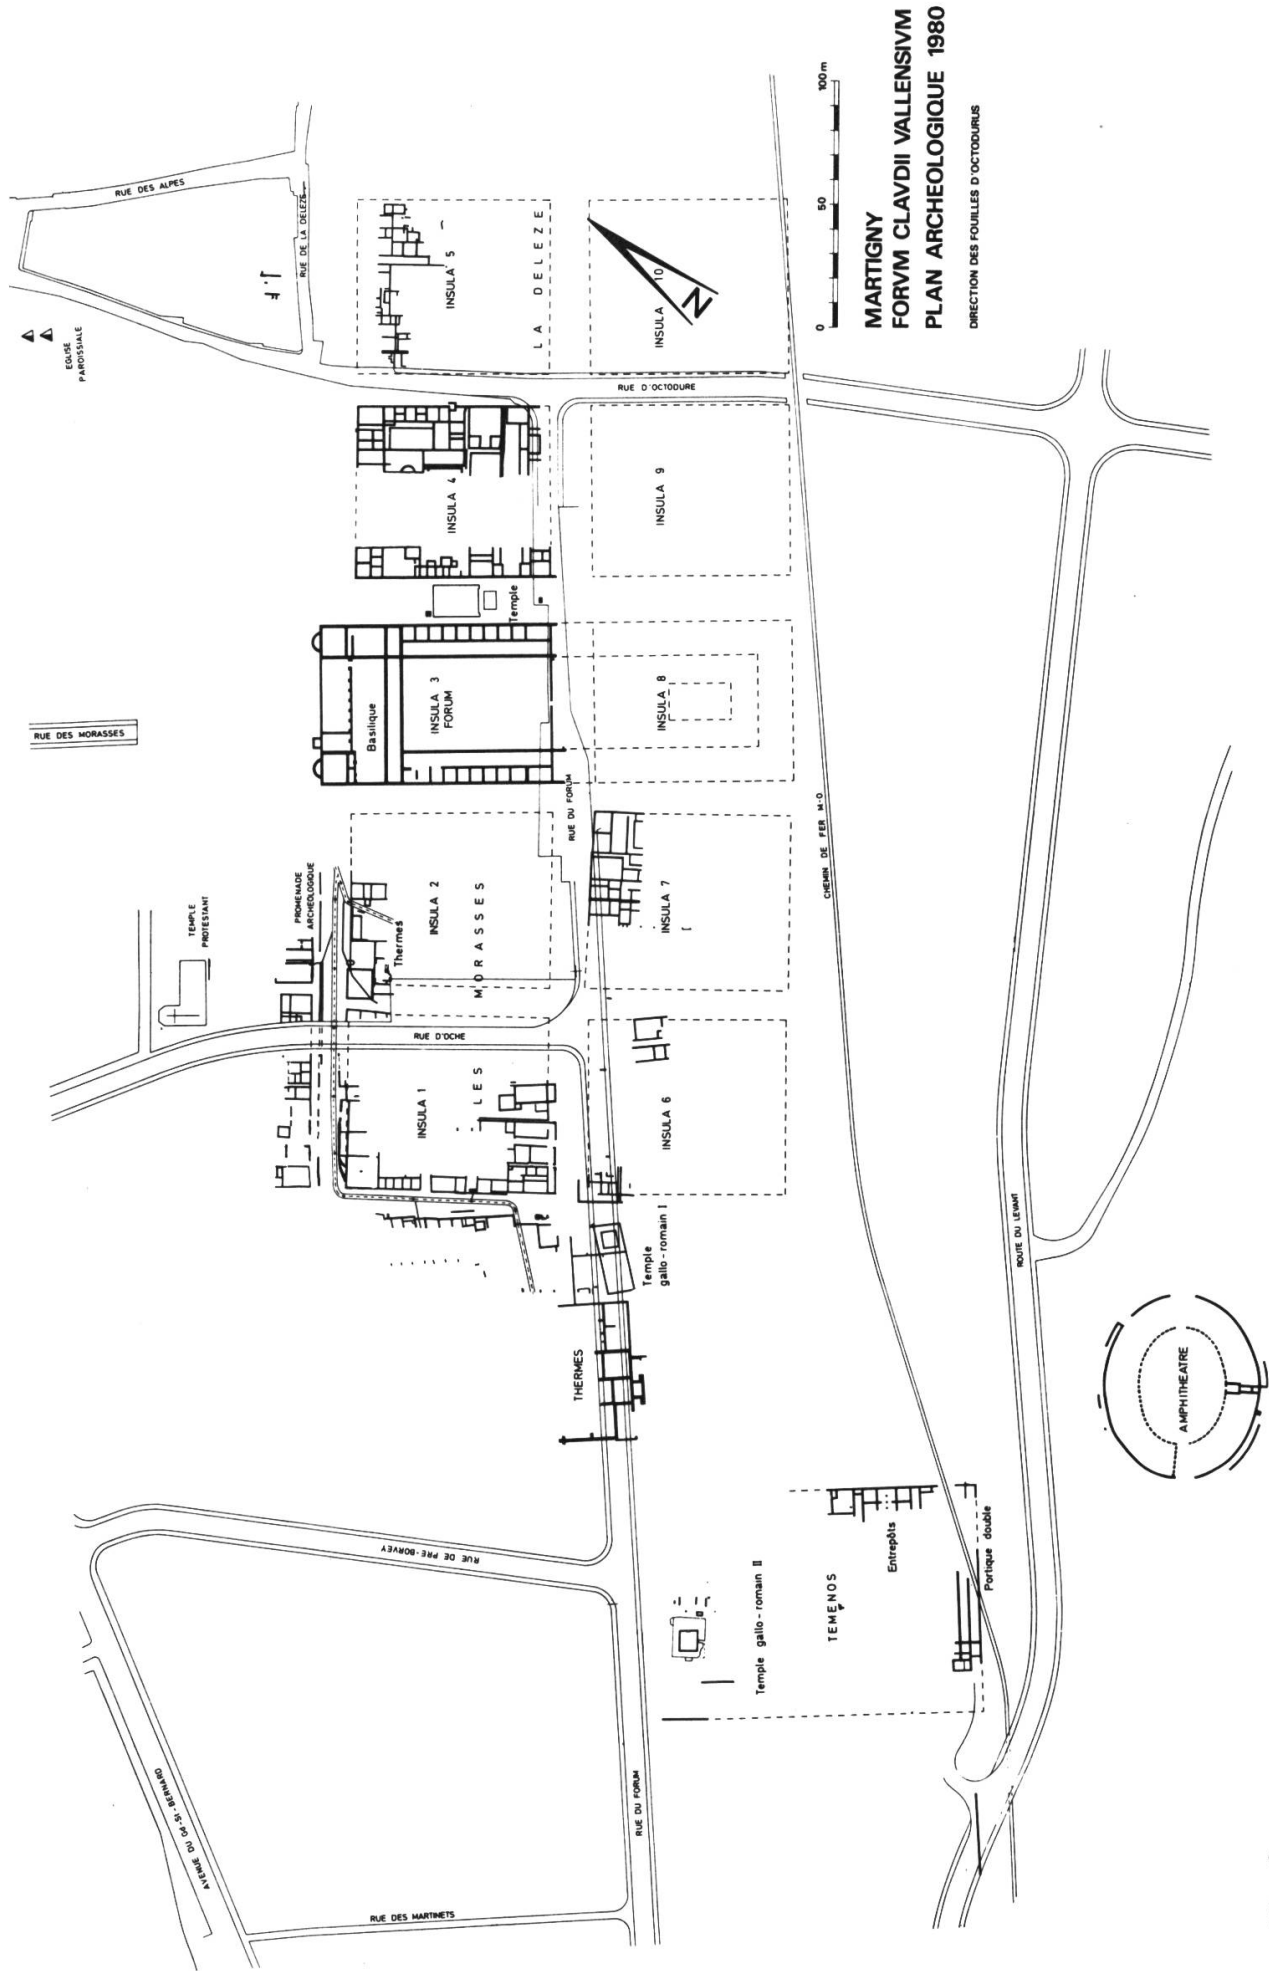 MARTIGNY
FORVM CLAVDII VALLENSIVM
PLAN ARCHEOLOGIQUE 1980
DIRECTION DES FOUILLES D'OCTODURUS
0 50 100m
N
AVENUE DU Gd-St-BERNARD
RUE DES MARTINETS
RUE DE PRE-BORVEY
RUE DU FORUM
TEMPLE
PROTESTANT
RUE DES MORASSES
EGLISE
PAROISSIALE
RUE DES ALPES
RUE DE LA DELEZE
PROMENADE
ARCHEOLOGIQUE
RUE D'OCHE
Thermes
INSULA 1
INSULA 2
LES MORASSES
Basilique
INSULA 3
FORUM
INSULA 4
INSULA 5
LA DELEZE
Temple
RUE DU FORUM
RUE D'OCTODURE
THERMES
Temple
gallo-romain I
INSULA 6
INSULA 7
INSULA 8
INSULA 9
INSULA 10
Temple gallo-romain II
TEMENOS
Entrepôts
Portique double
CHEMIN DE FER M-O
ROUTE DU LEVANT
AMPHITHEATRE